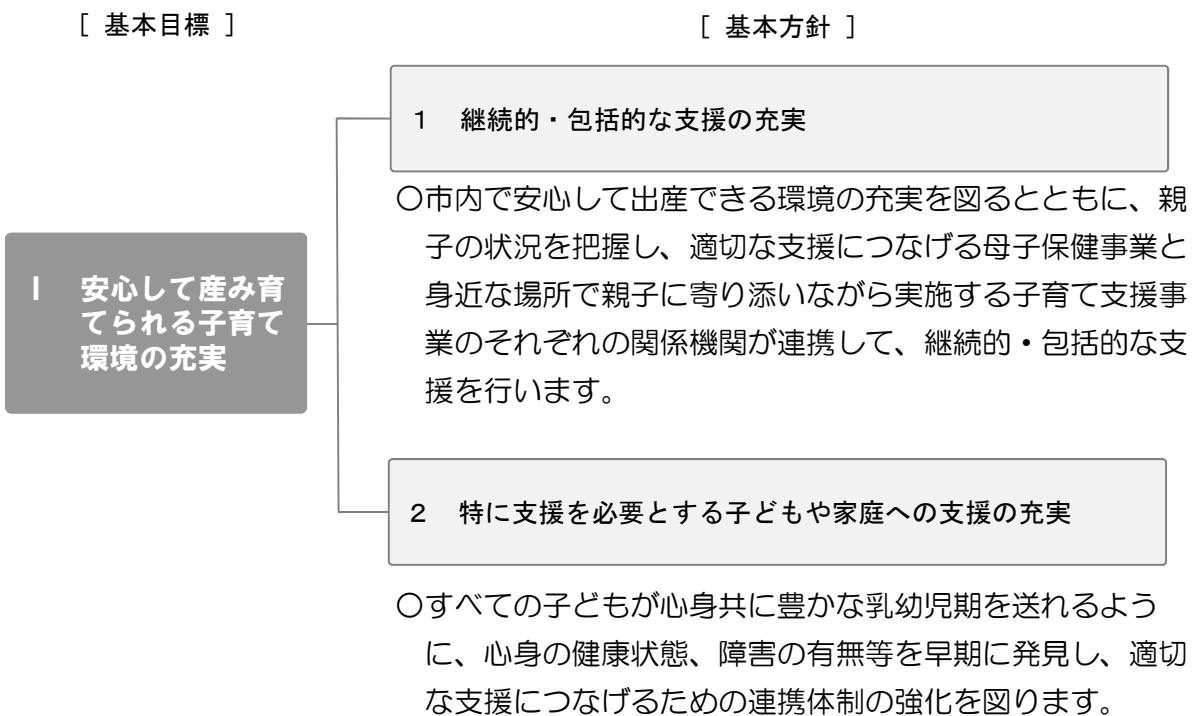 [ 基本目標 ]
[ 基本方針 ]
Ⅰ 安心して産み育
てられる子育て
環境の充実
1 継続的・包括的な支援の充実
○市内で安心して出産できる環境の充実を図るとともに、親
子の状況を把握し、適切な支援につなげる母子保健事業と
身近な場所で親子に寄り添いながら実施する子育て支援事
業のそれぞれの関係機関が連携して、継続的・包括的な支
援を行います。
2 特に支援を必要とする子どもや家庭への支援の充実
○すべての子どもが心身共に豊かな乳幼児期を送れるよう
に、心身の健康状態、障害の有無等を早期に発見し、適切
な支援につなげるための連携体制の強化を図ります。